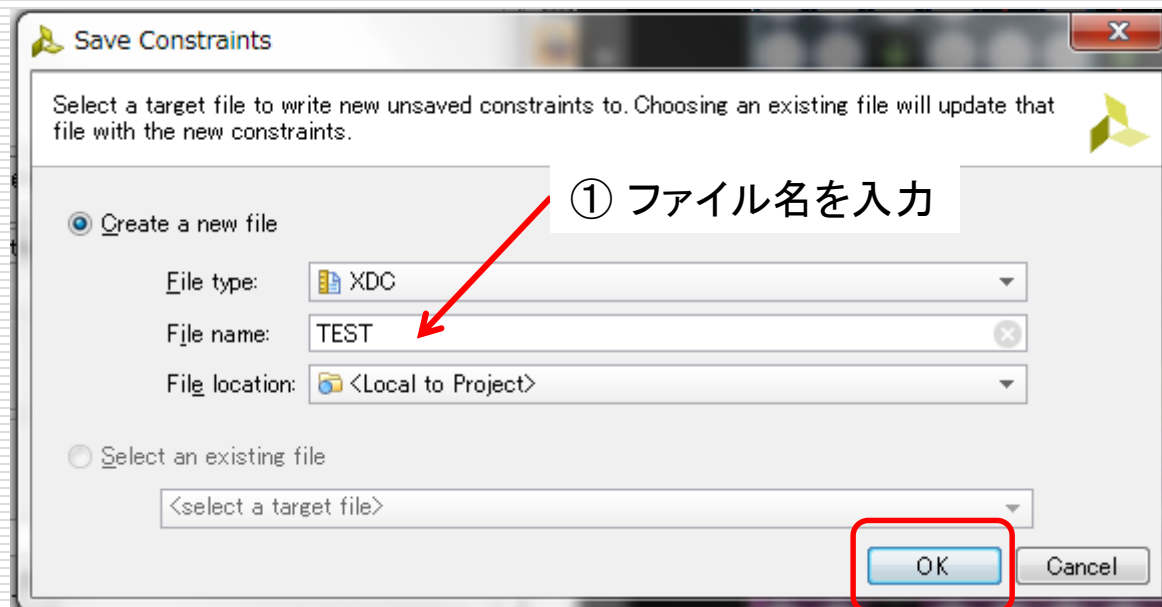 Save Constraints
Select a target file to write new unsaved constraints to. Choosing an existing file will update that
file with the new constraints.
① ファイル名を入力
Create a new file
File type: XDC
File name: TEST
File location: <Local to Project>
Select an existing file
<select a target file>
OK Cancel